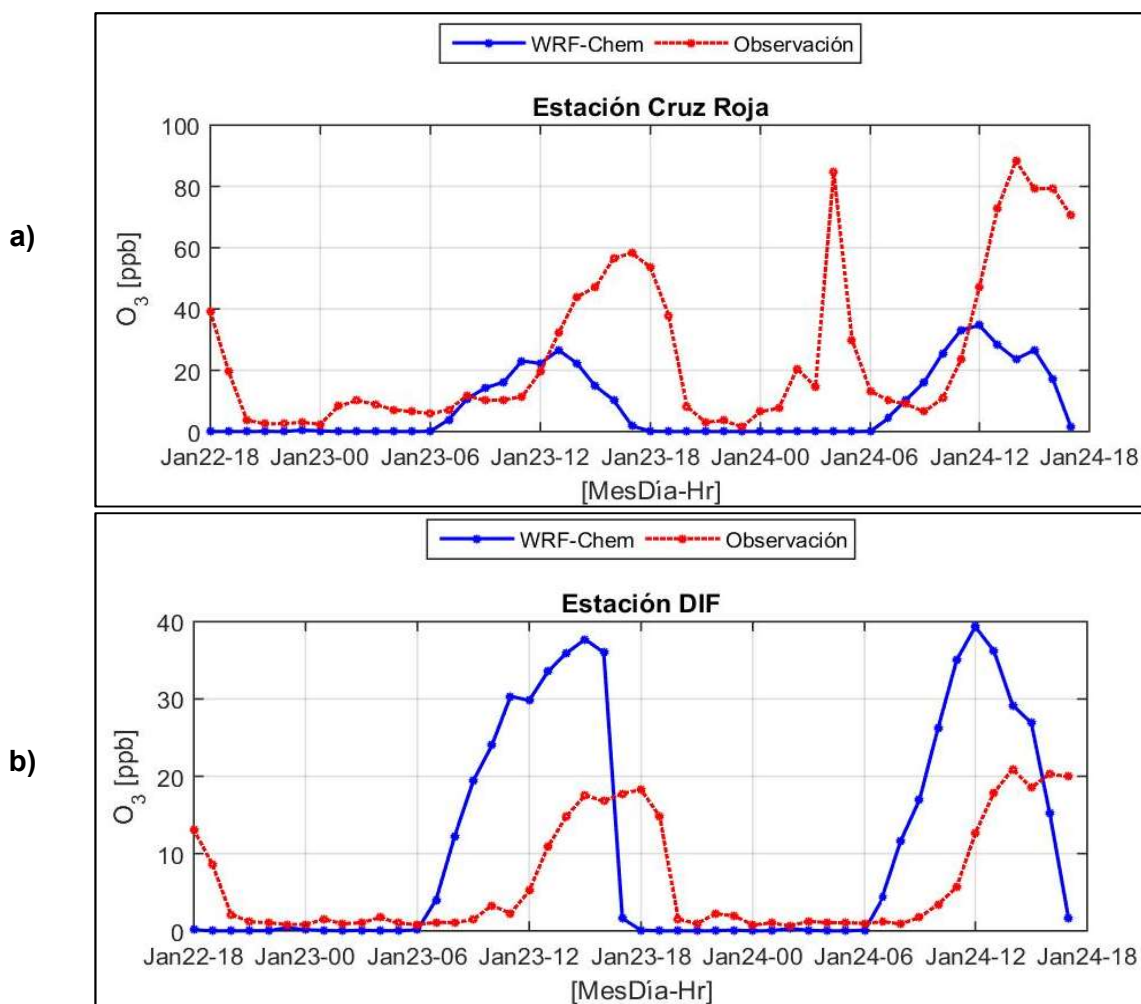 a)
WRF-Chem Observación
Estación Cruz Roja
O3 [ppb]
100
80
60
40
20
0
Jan22-18 Jan23-00 Jan23-06 Jan23-12 Jan23-18 Jan24-00 Jan24-06 Jan24-12 Jan24-18
[MesDía-Hr]
b)
WRF-Chem Observación
Estación DIF
O3 [ppb]
40
30
20
10
0
Jan22-18 Jan23-00 Jan23-06 Jan23-12 Jan23-18 Jan24-00 Jan24-06 Jan24-12 Jan24-18
[MesDía-Hr]